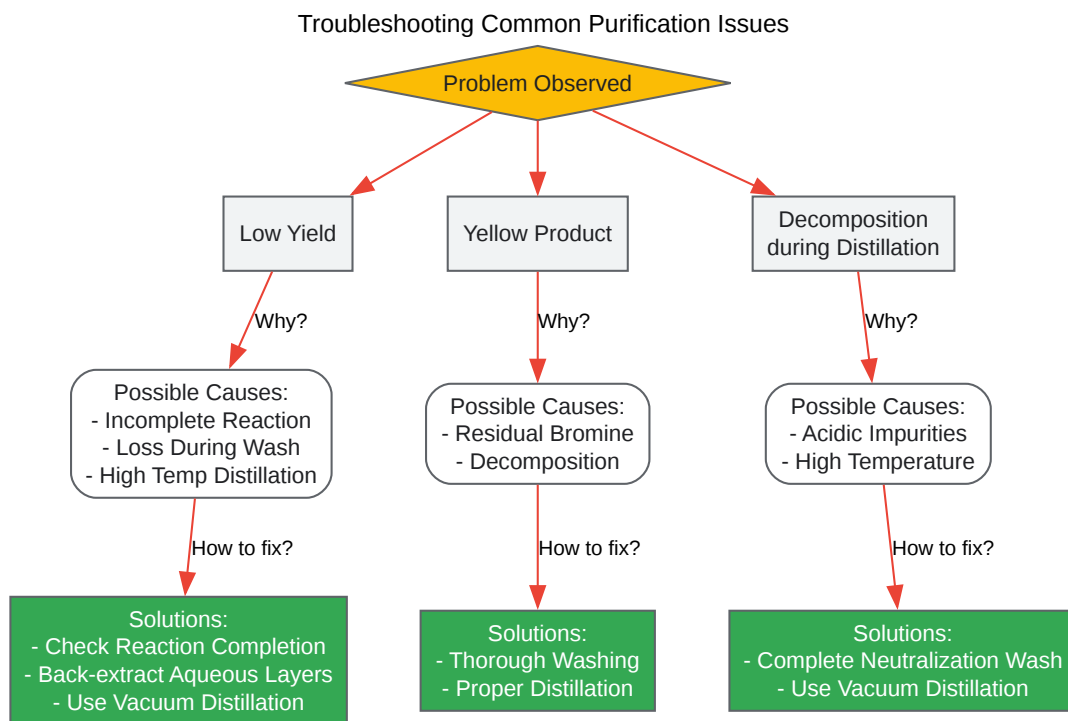 Troubleshooting Common Purification Issues
Problem Observed
Low Yield
Yellow Product
Decomposition
during Distillation
Why?
Why?
Why?
Possible Causes:
- Incomplete Reaction
- Loss During Wash
- High Temp Distillation
Possible Causes:
- Residual Bromine
- Decomposition
Possible Causes:
- Acidic Impurities
- High Temperature
How to fix?
How to fix?
How to fix?
Solutions:
- Check Reaction Completion
- Back-extract Aqueous Layers
- Use Vacuum Distillation
Solutions:
- Thorough Washing
- Proper Distillation
Solutions:
- Complete Neutralization Wash
- Use Vacuum Distillation